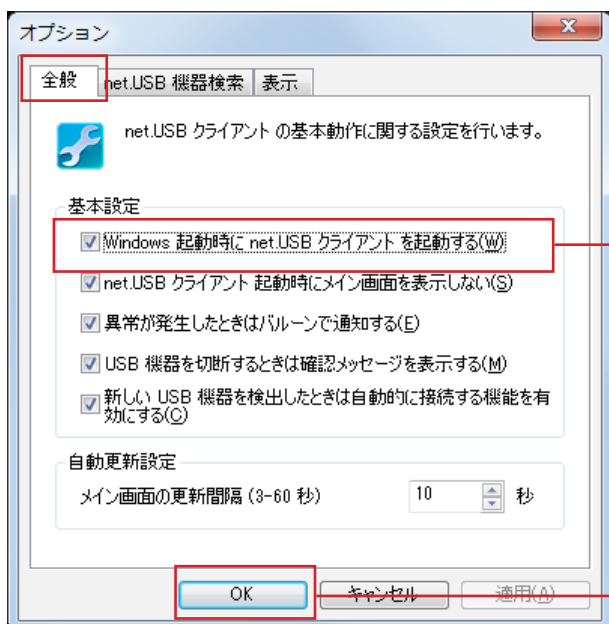 オプション
全般 net.USB 機器検索 表示
net.USB クライアント の基本動作に関する設定を行います。
基本設定
Windows 起動時に net.USB クライアント を起動する(W)
net.USB クライアント 起動時にメイン画面を表示しない(S)
異常が発生したときはバルーンで通知する(E)
USB 機器を切断するときは確認メッセージを表示する(M)
新しい USB 機器を検出したときは自動的に接続する機能を有
効にする(C)
自動更新設定
メイン画面の更新間隔 (3-60 秒) 10 秒
OK キャンセル 適用(A)